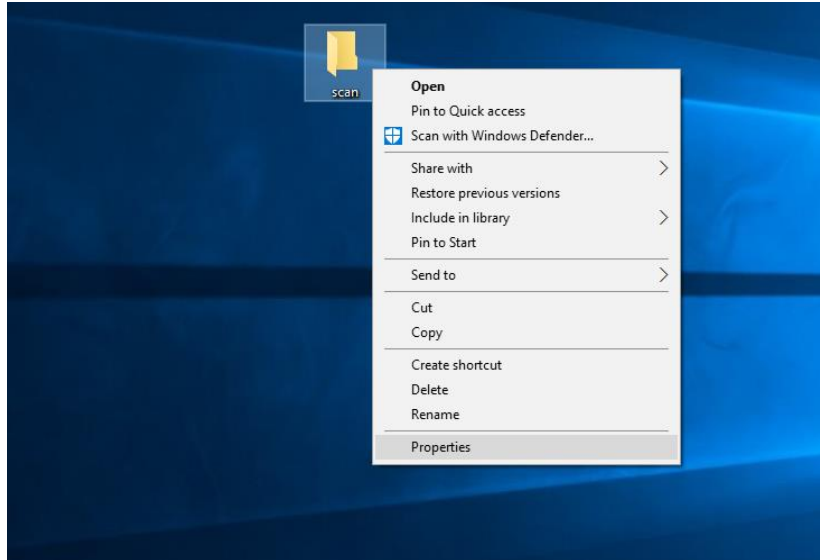 scan
Open
Pin to Quick access
Scan with Windows Defender...
Share with
Restore previous versions
Include in library
Pin to Start
Send to
Cut
Copy
Create shortcut
Delete
Rename
Properties